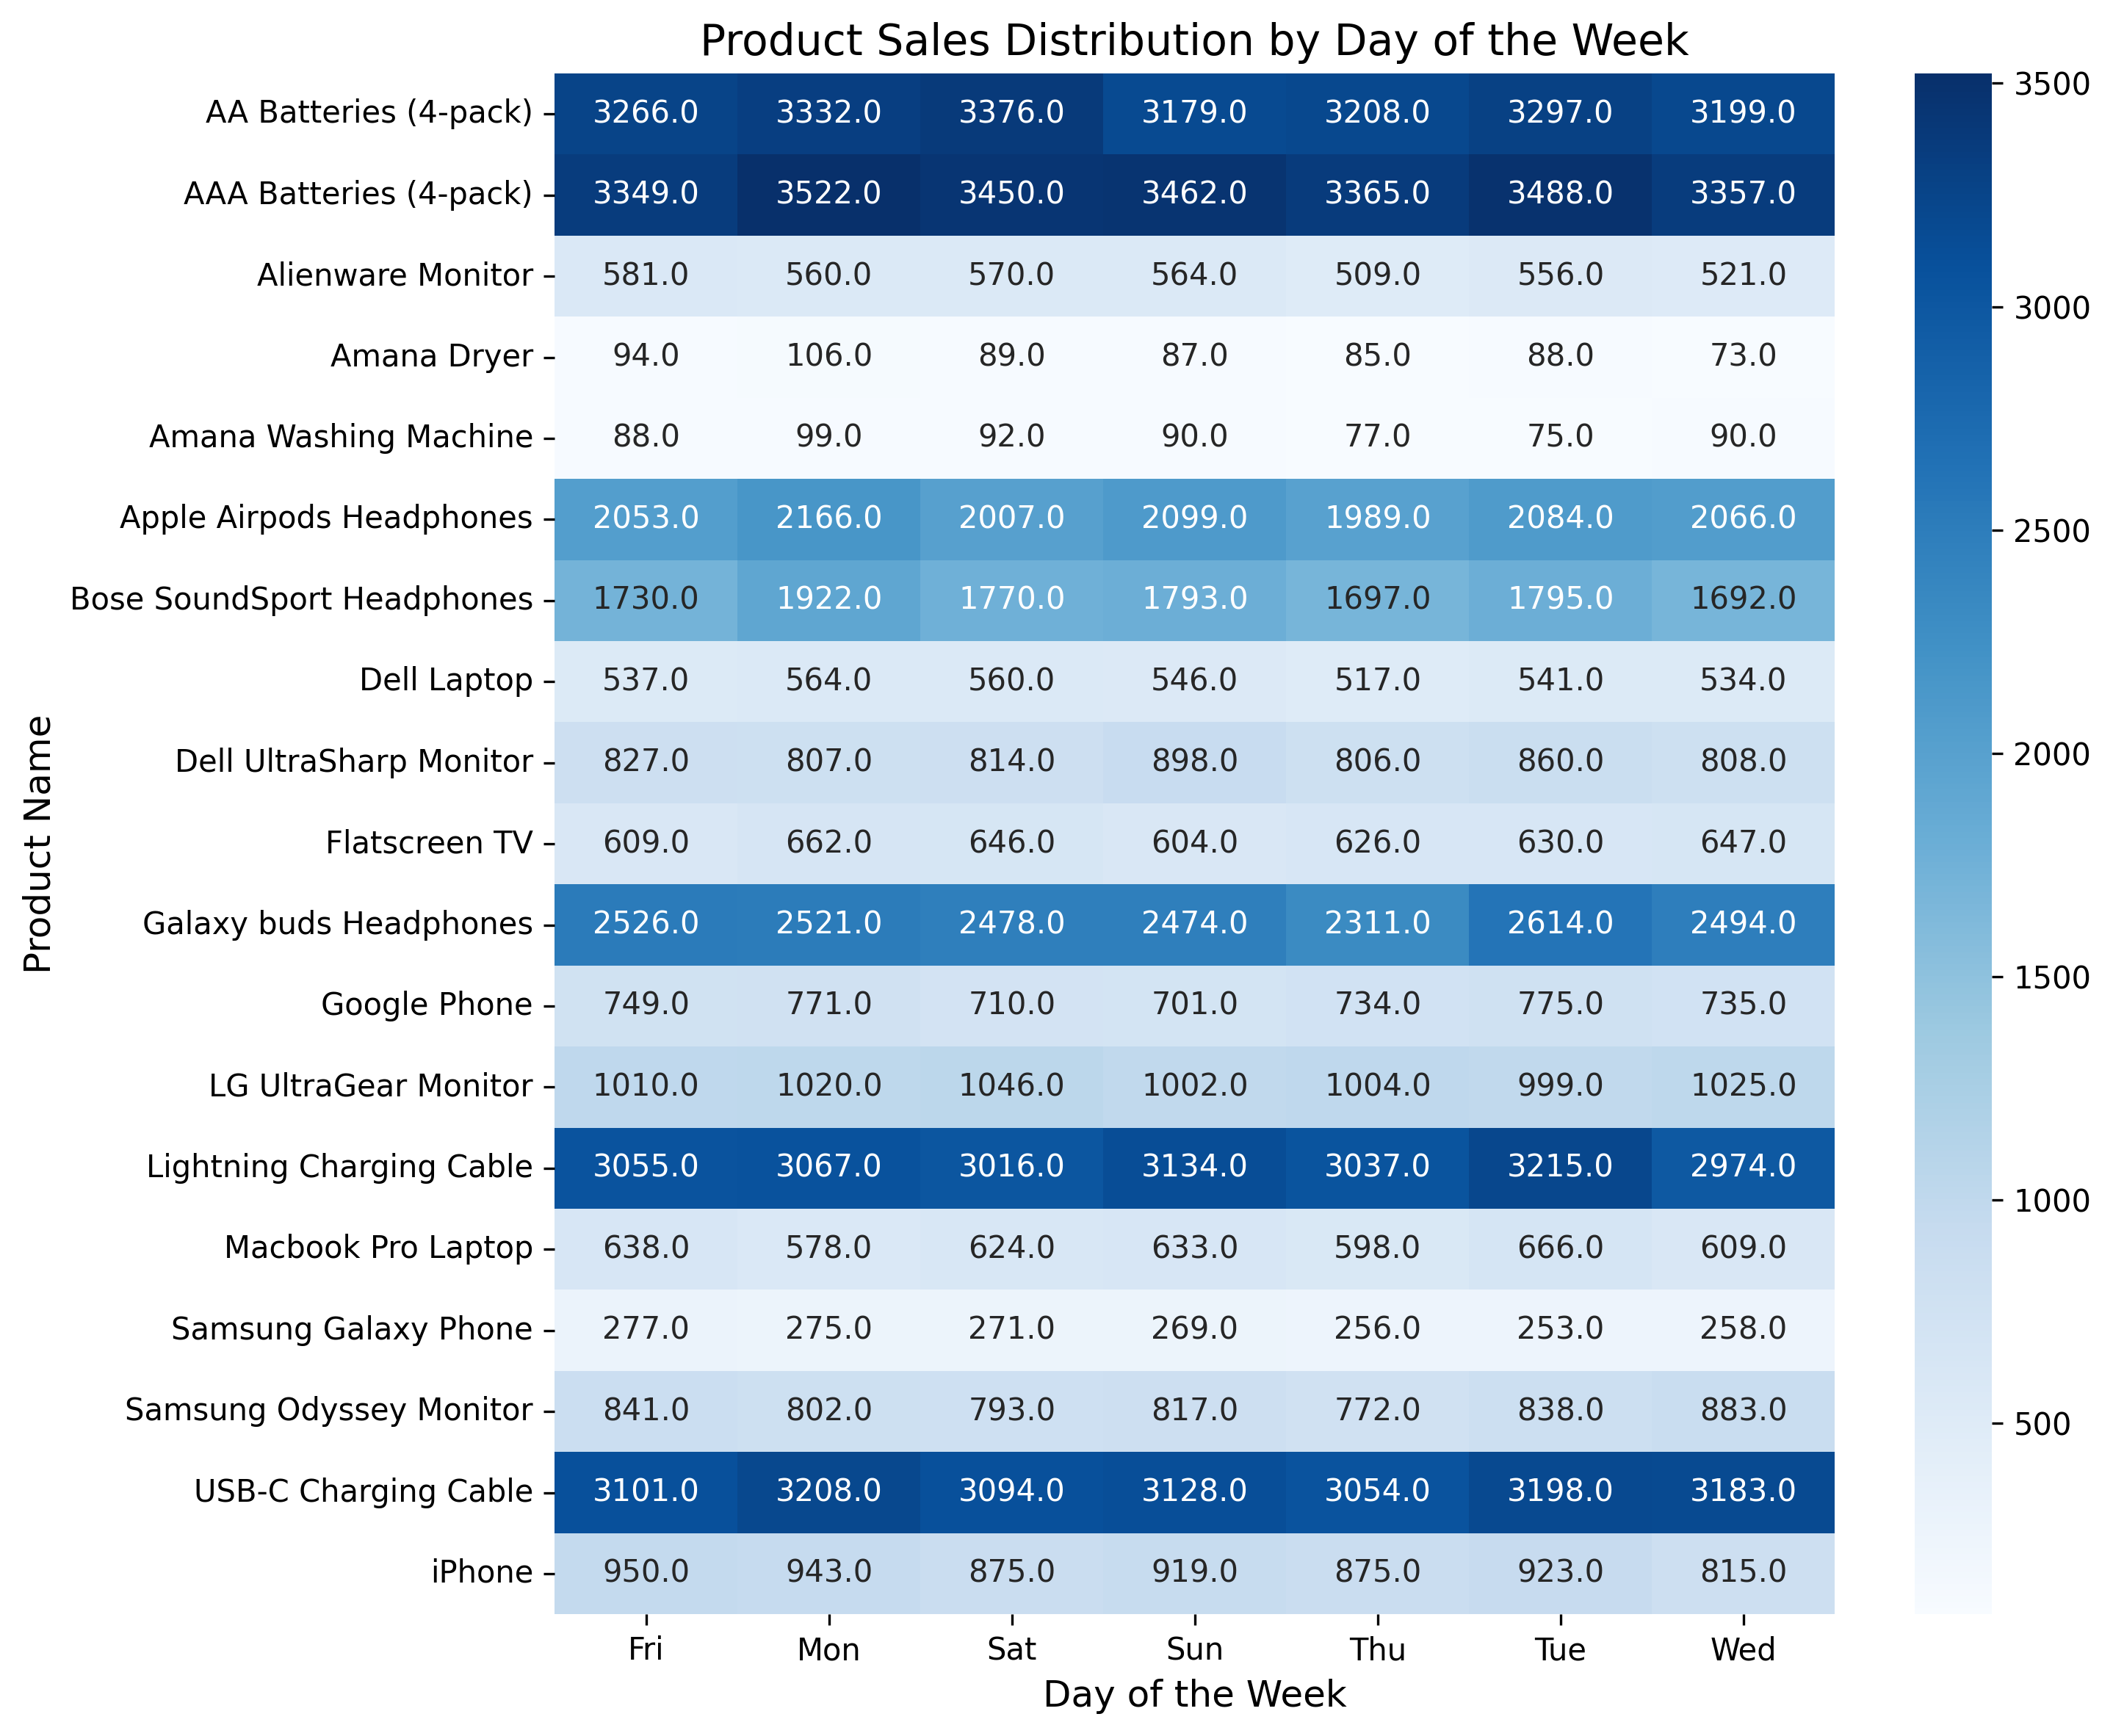 Product Sales Distribution by Day of the Week
AA Batteries (4-pack) 3266.0 3332.0 3376.0 3179.0 3208.0 3297.0 3199.0
AAA Batteries (4-pack) 3349.0 3522.0 3450.0 3462.0 3365.0 3488.0 3357.0
Alienware Monitor 581.0 560.0 570.0 564.0 509.0 556.0 521.0
Amana Dryer 94.0 106.0 89.0 87.0 85.0 88.0 73.0
Amana Washing Machine 88.0 99.0 92.0 90.0 77.0 75.0 90.0
Apple Airpods Headphones 2053.0 2166.0 2007.0 2099.0 1989.0 2084.0 2066.0
Bose SoundSport Headphones 1730.0 1922.0 1770.0 1793.0 1697.0 1795.0 1692.0
Dell Laptop 537.0 564.0 560.0 546.0 517.0 541.0 534.0
Dell UltraSharp Monitor 827.0 807.0 814.0 898.0 806.0 860.0 808.0
Flatscreen TV 609.0 662.0 646.0 604.0 626.0 630.0 647.0
Galaxy buds Headphones 2526.0 2521.0 2478.0 2474.0 2311.0 2614.0 2494.0
Google Phone 749.0 771.0 710.0 701.0 734.0 775.0 735.0
LG UltraGear Monitor 1010.0 1020.0 1046.0 1002.0 1004.0 999.0 1025.0
Lightning Charging Cable 3055.0 3067.0 3016.0 3134.0 3037.0 3215.0 2974.0
Macbook Pro Laptop 638.0 578.0 624.0 633.0 598.0 666.0 609.0
Samsung Galaxy Phone 277.0 275.0 271.0 269.0 256.0 253.0 258.0
Samsung Odyssey Monitor 841.0 802.0 793.0 817.0 772.0 838.0 883.0
USB-C Charging Cable 3101.0 3208.0 3094.0 3128.0 3054.0 3198.0 3183.0
iPhone 950.0 943.0 875.0 919.0 875.0 923.0 815.0
Fri Mon Sat Sun Thu Tue Wed
Day of the Week
Product Name
3500
3000
2500
2000
1500
1000
500